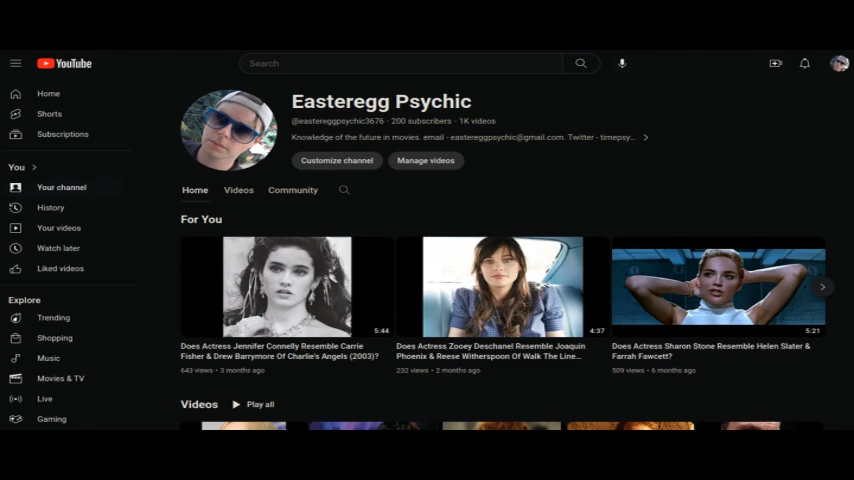 YouTube
Search
Home
Shorts
Subscriptions
You
Your channel
History
Your videos
Watch later
Liked videos
Explore
Trending
Shopping
Music
Movies & TV
Live
Gaming
Easteregg Psychic
@eastereggpsychic3676 · 200 subscribers · 1K videos
Knowledge of the future in movies. email - eastereggpsychic@gmail.com. Twitter - timepsy...
Customize channel Manage videos
Home Videos Community
For You
5:44
Does Actress Jennifer Connelly Resemble Carrie
Fisher & Drew Barrymore Of Charlie's Angels (2003)?
643 views · 3 months ago
4:37
Does Actress Zooey Deschanel Resemble Joaquin
Phoenix & Reese Witherspoon Of Walk The Line...
232 views · 2 months ago
5:21
Does Actress Sharon Stone Resemble Helen Slater &
Farrah Fawcett?
509 views · 6 months ago
Videos Play all